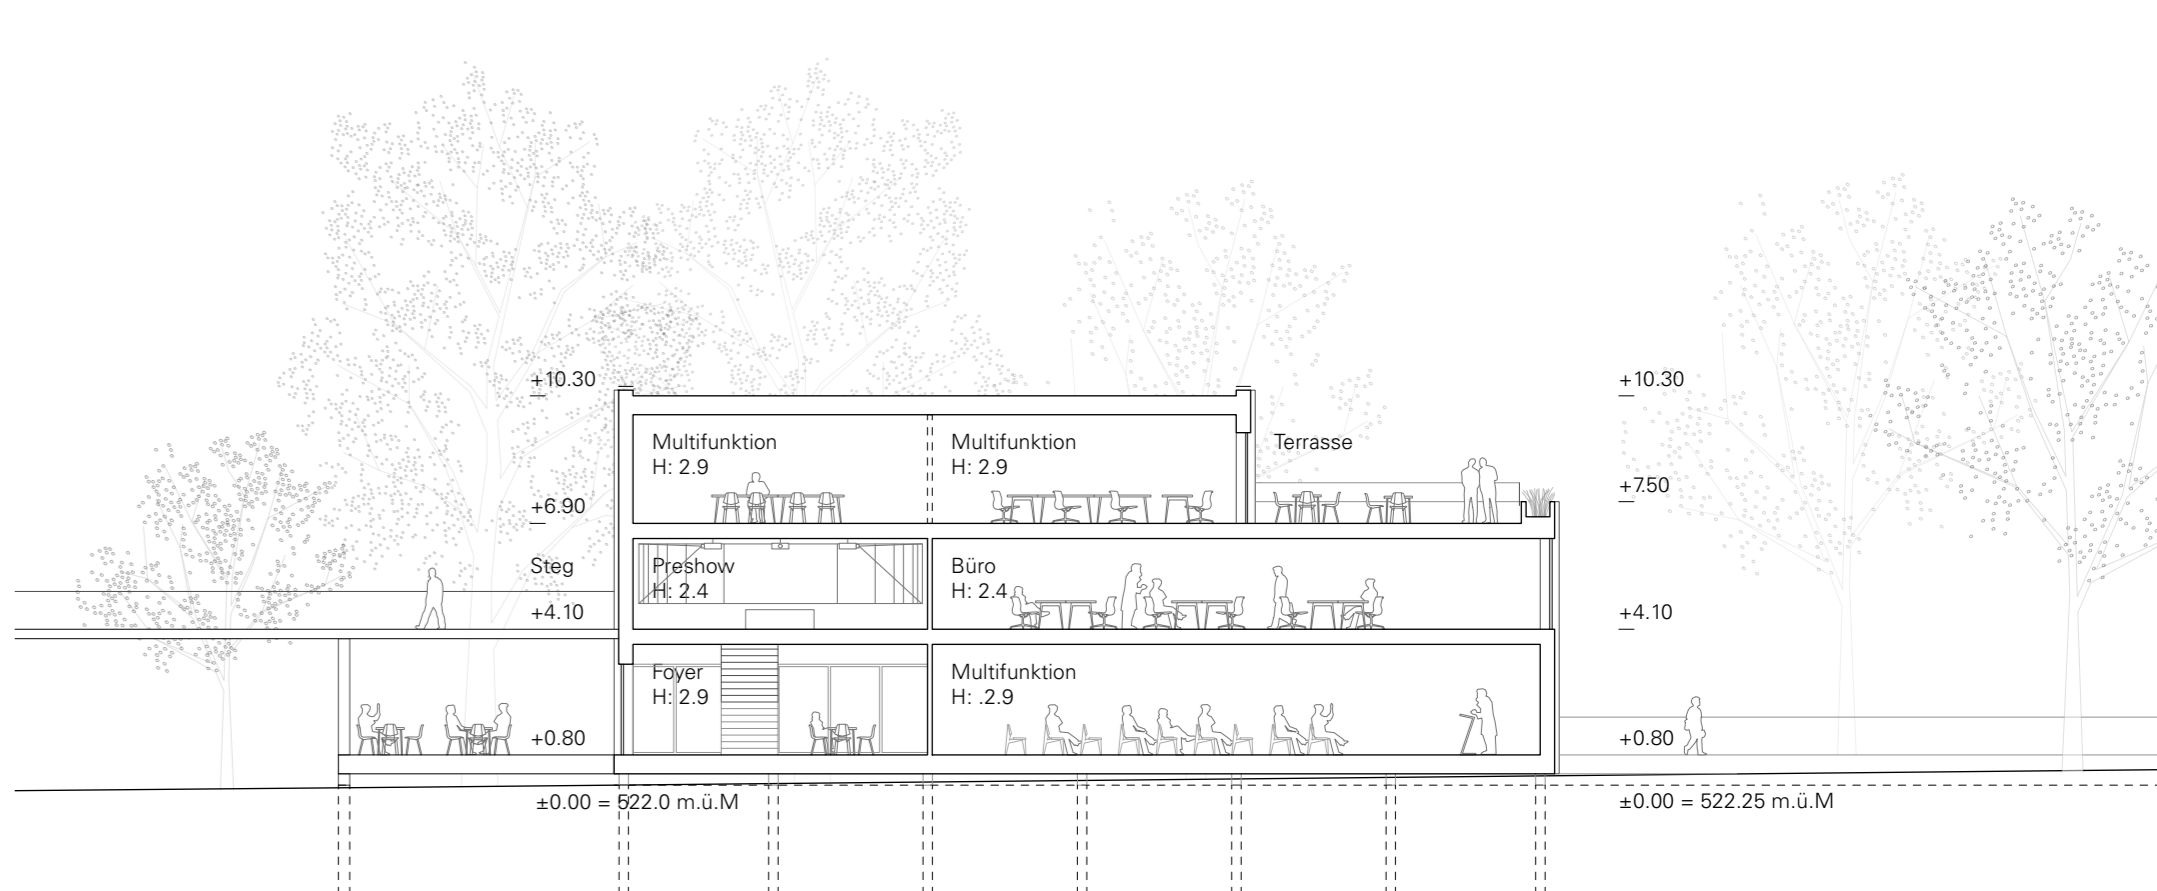 +10.30
+10.30
Multifunktion
H: 2.9
Multifunktion
H: 2.9
Terrasse
+6.90
+7.50
Steg
Preshow
H: 2.4
Büro
H: 2.4
+4.10
+4.10
Foyer
H: 2.9
Multifunktion
H: .2.9
+0.80
+0.80
±0.00 = 522.0 m.ü.M
±0.00 = 522.25 m.ü.M